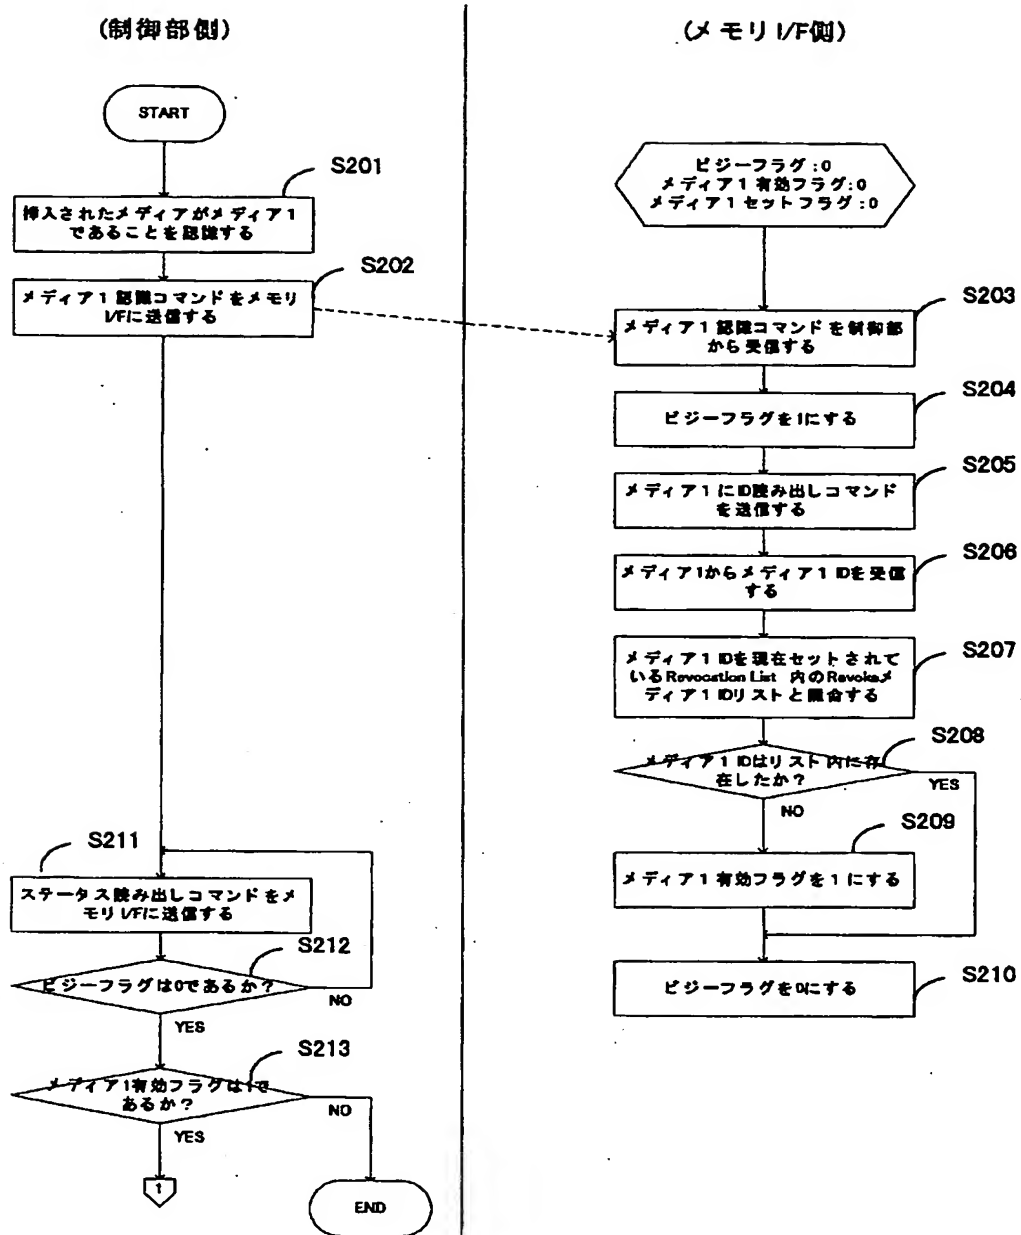 (制御部側)
START
S201
挿入されたメディアがメディア1
であることを認識する
S202
メディア1 認識コマンドをメモリ
I/Fに送信する
S211
ステータス読み出しコマンドをメ
モリI/Fに送信する
S212
ビジーフラグは0であるか?
NO
YES
S213
メディア1有効フラグは1で
あるか?
NO
YES
1
END
(メモリI/F側)
ビジーフラグ:0
メディア1 有効フラグ:0
メディア1 セットフラグ:0
S203
メディア1 認識コマンドを制御部
から受信する
S204
ビジーフラグを1にする
S205
メディア1にID読み出しコマンド
を送信する
S206
メディア1からメディア1 IDを受信
する
S207
メディア1 IDを現在セットされて
いるRevocation List 内のRevokeメ
ディア1 IDリストと照合する
S208
メディア1 IDはリスト内に存
在したか?
YES
NO
S209
メディア1 有効フラグを1にする
S210
ビジーフラグを0にする